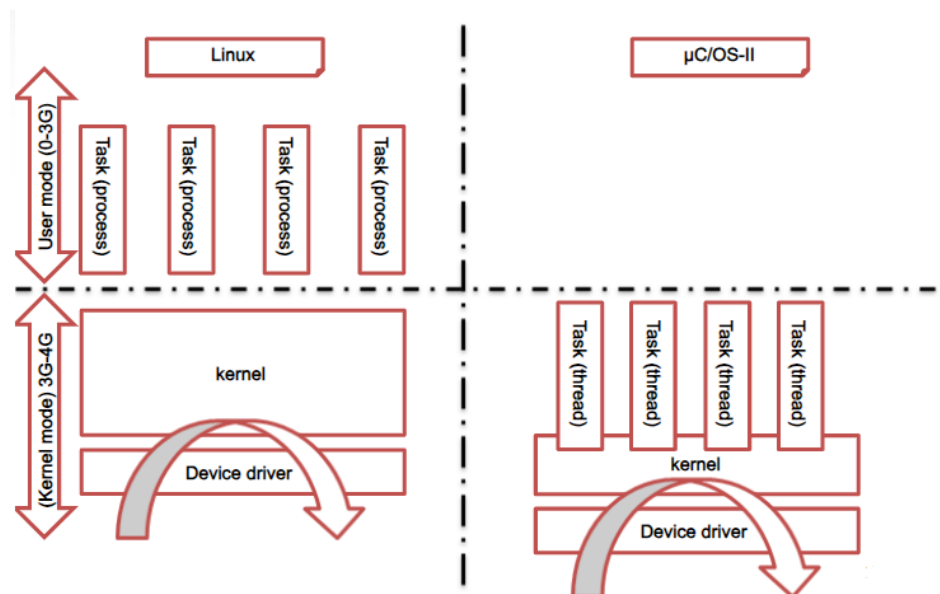 Linux
µC/OS-II
User mode (0-3G)
Task (process)
Task (process)
Task (process)
Task (process)
(Kernel mode) 3G-4G
kernel
Device driver
Task (thread)
Task (thread)
Task (thread)
Task (thread)
kernel
Device driver